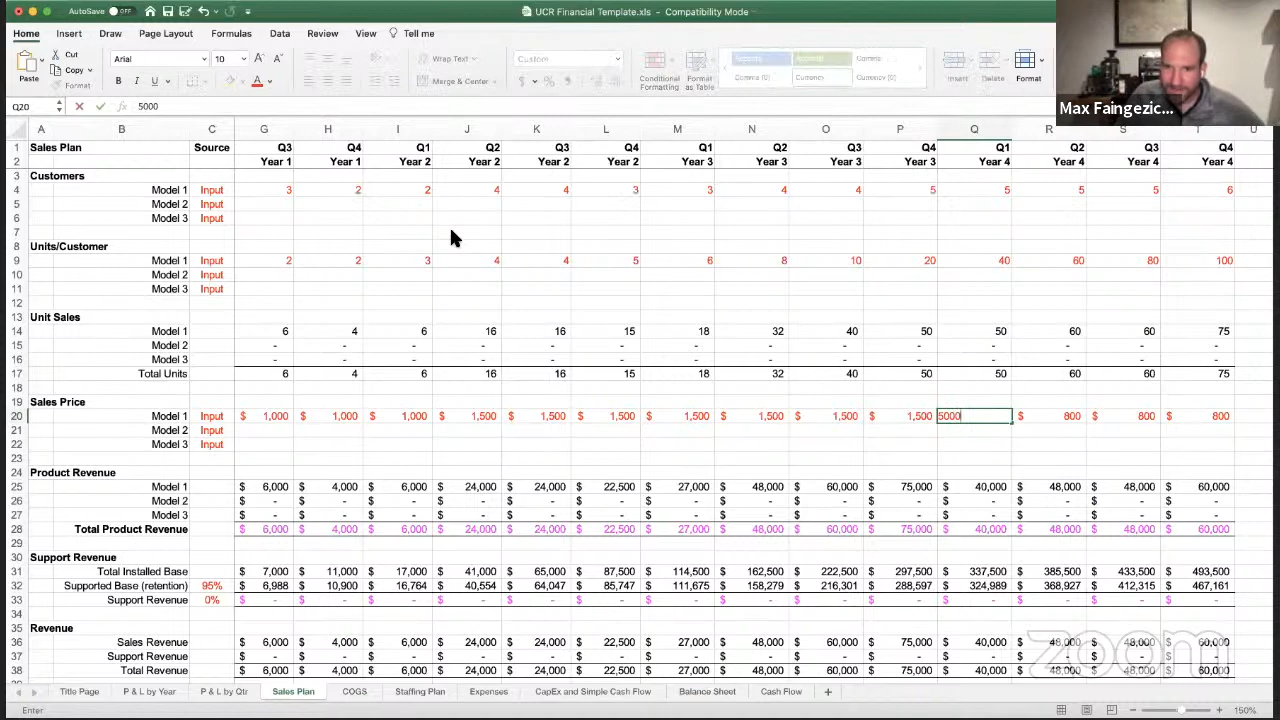 AutoSave OFF UCR Financial Template.xls - Compatibility Mode
Home Insert Draw Page Layout Formulas Data Review View Tell me
Cut Arial 10 A A Wrap Text Custom
Paste Copy B I U A Merge & Center Conditional Formatting Format as Table Comma (0) Currency Currency (0) Insert Delete Format
Format
Max Faingezic...
Q20 fx 5000
A B C G H I J K L M N O P Q R S T U
1 Sales Plan Source Q3 Q4 Q1 Q2 Q3 Q4 Q1 Q2 Q3 Q4 Q1 Q2 Q3 Q4
2 Year 1 Year 1 Year 2 Year 2 Year 2 Year 2 Year 3 Year 3 Year 3 Year 3 Year 4 Year 4 Year 4 Year 4
3 Customers
4 Model 1 Input 3 2 2 4 4 3 3 4 4 5 5 5 5 6
5 Model 2 Input
6 Model 3 Input
7
8 Units/Customer
9 Model 1 Input 2 2 3 4 4 5 6 8 10 20 40 60 80 100
10 Model 2 Input
11 Model 3 Input
12
13 Unit Sales
14 Model 1 6 4 6 16 16 15 18 32 40 50 50 60 60 75
15 Model 2 - - - - - - - - - - - - - -
16 Model 3 - - - - - - - - - - - - - -
17 Total Units 6 4 6 16 16 15 18 32 40 50 50 60 60 75
18
19 Sales Price
20 Model 1 Input $ 1,000 $ 1,000 $ 1,000 $ 1,500 $ 1,500 $ 1,500 $ 1,500 $ 1,500 $ 1,500 $ 1,500 5000 $ 800 $ 800 $ 800
21 Model 2 Input
22 Model 3 Input
23
24 Product Revenue
25 Model 1 $ 6,000 $ 4,000 $ 6,000 $ 24,000 $ 24,000 $ 22,500 $ 27,000 $ 48,000 $ 60,000 $ 75,000 $ 40,000 $ 48,000 $ 48,000 $ 60,000
26 Model 2 $ - $ - $ - $ - $ - $ - $ - $ - $ - $ - $ - $ - $ - $ -
27 Model 3 $ - $ - $ - $ - $ - $ - $ - $ - $ - $ - $ - $ - $ - $ -
28 Total Product Revenue $ 6,000 $ 4,000 $ 6,000 $ 24,000 $ 24,000 $ 22,500 $ 27,000 $ 48,000 $ 60,000 $ 75,000 $ 40,000 $ 48,000 $ 48,000 $ 60,000
29
30 Support Revenue
31 Total Installed Base $ 7,000 $ 11,000 $ 17,000 $ 41,000 $ 65,000 $ 87,500 $ 114,500 $ 162,500 $ 222,500 $ 297,500 $ 337,500 $ 385,500 $ 433,500 $ 493,500
32 Supported Base (retention) 95% $ 6,988 $ 10,900 $ 16,764 $ 40,554 $ 64,047 $ 85,747 $ 111,675 $ 158,279 $ 216,301 $ 288,597 $ 324,989 $ 368,927 $ 412,315 $ 467,161
33 Support Revenue 0% $ - $ - $ - $ - $ - $ - $ - $ - $ - $ - $ - $ - $ - $ -
34
35 Revenue
36 Sales Revenue $ 6,000 $ 4,000 $ 6,000 $ 24,000 $ 24,000 $ 22,500 $ 27,000 $ 48,000 $ 60,000 $ 75,000 $ 40,000 $ 48,000 $ 48,000 $ 60,000
37 Support Revenue $ - $ - $ - $ - $ - $ - $ - $ - $ - $ - $ - $ - $ - $ -
38 Total Revenue $ 6,000 $ 4,000 $ 6,000 $ 24,000 $ 24,000 $ 22,500 $ 27,000 $ 48,000 $ 60,000 $ 75,000 $ 40,000 $ 48,000 $ 48,000 $ 60,000
zoom
Title Page P & L by Year P & L by Qtr Sales Plan COGS Staffing Plan Expenses CapEx and Simple Cash Flow Balance Sheet Cash Flow +
Enter 150%